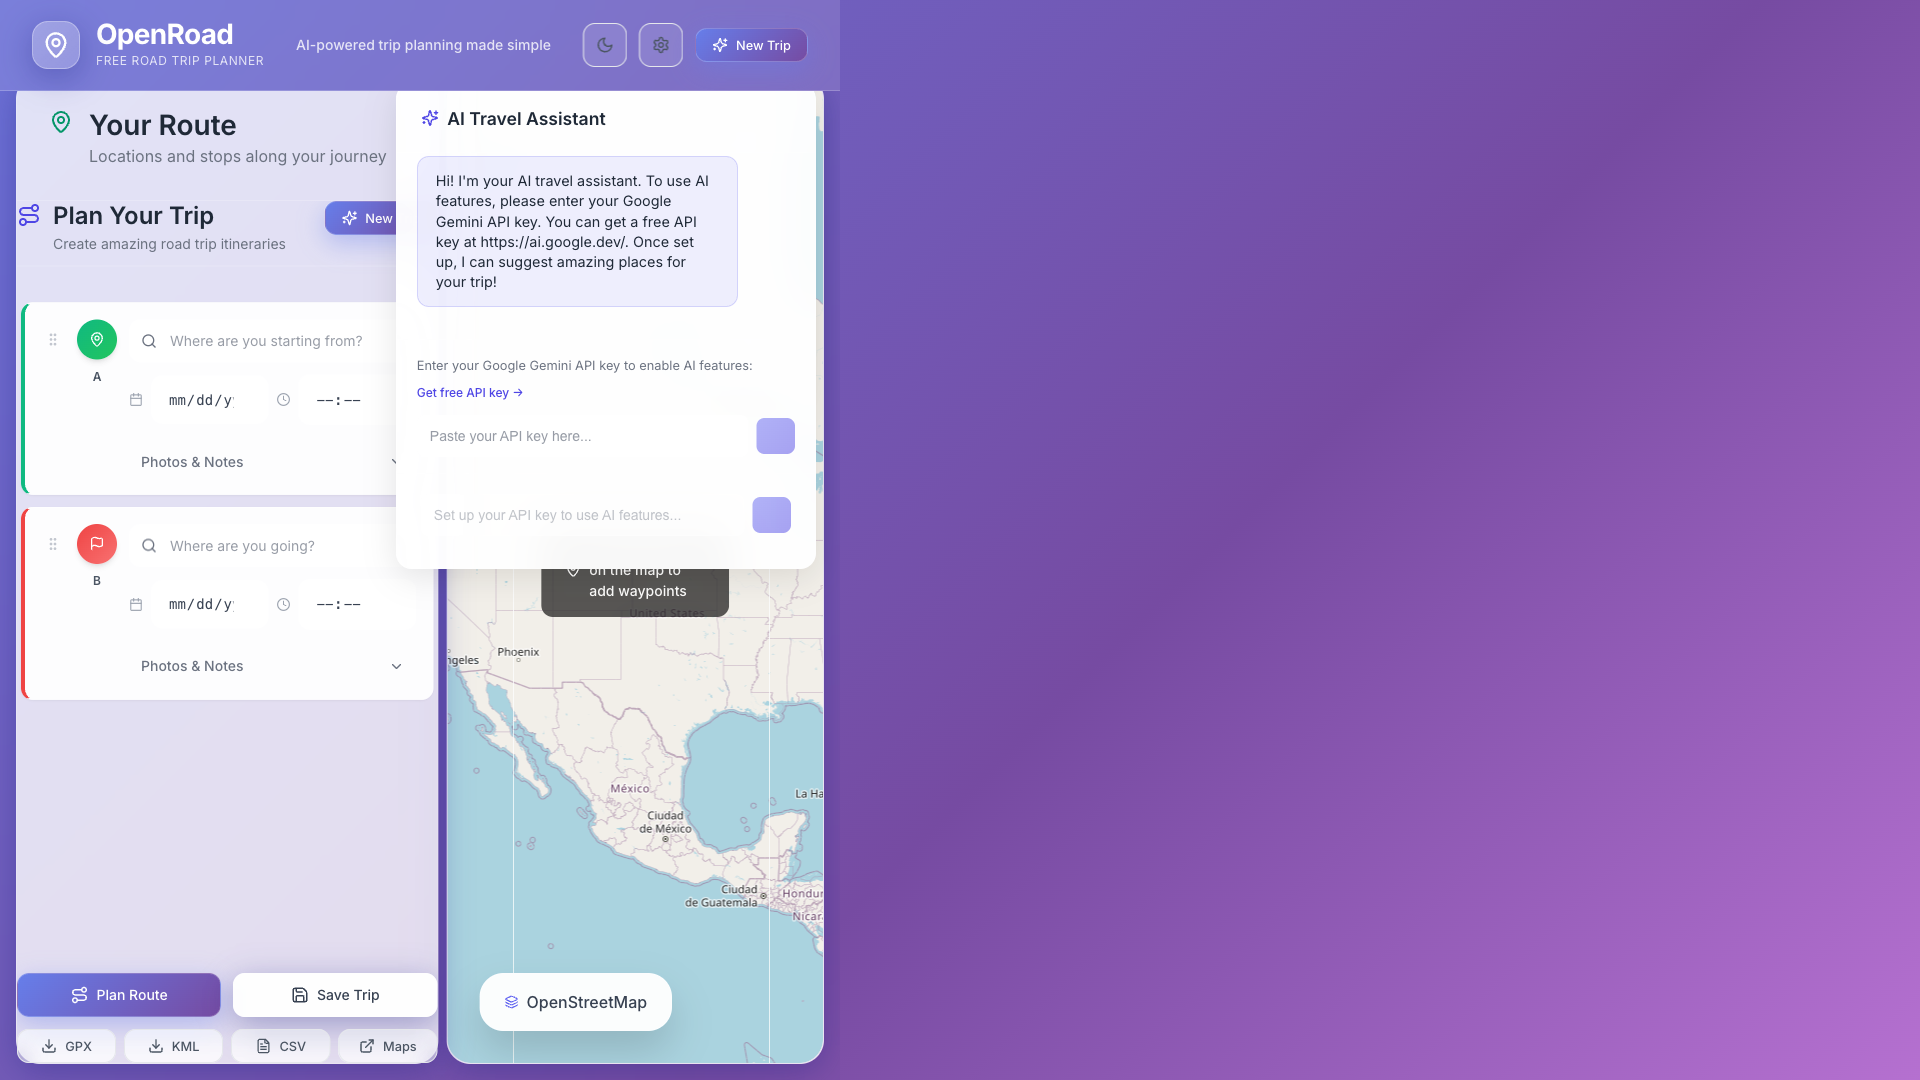 OpenRoad
FREE ROAD TRIP PLANNER
AI-powered trip planning made simple
New Trip
Your Route
Locations and stops along your journey
Plan Your Trip
Create amazing road trip itineraries
New
A
Where are you starting from?
mm/dd/y
--:--
Photos & Notes
B
Where are you going?
mm/dd/y
--:--
Photos & Notes
Plan Route
Save Trip
GPX
KML
CSV
Maps
AI Travel Assistant
Hi! I'm your AI travel assistant. To use AI
features, please enter your Google
Gemini API key. You can get a free API
key at https://ai.google.dev/. Once set
up, I can suggest amazing places for
your trip!
Enter your Google Gemini API key to enable AI features:
Get free API key →
Paste your API key here...
Set up your API key to use AI features...
on the map to
add waypoints
United States
Phoenix
geles
México
La Ha
Ciudad
de México
Ciudad
de Guatemala
Hondur
Nicara
OpenStreetMap